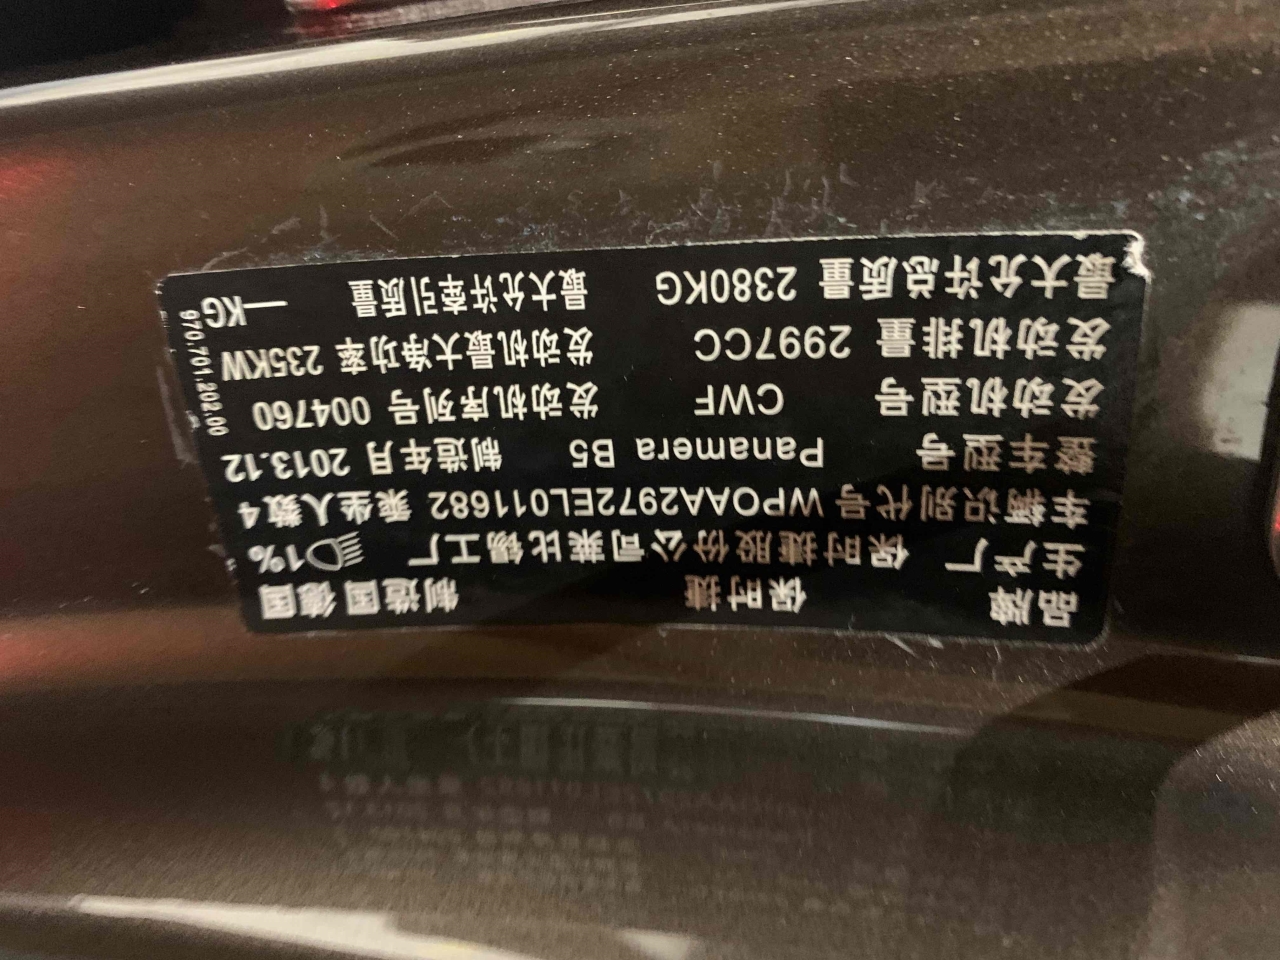 品牌 保时捷 制造国 德国
生产厂 保时捷股份公司莱比锡工厂 1%
车辆识别代号 WP0AA2972EL011682 乘坐人数 4
整车型号 Panamera B5 制造年月 2013.12
发动机型号 CWF 发动机序列号 004760
发动机排量 2997CC 发动机最大净功率 235KW
最大允许总质量 2380KG 最大允许牵引质量 —KG
970.701.202.00